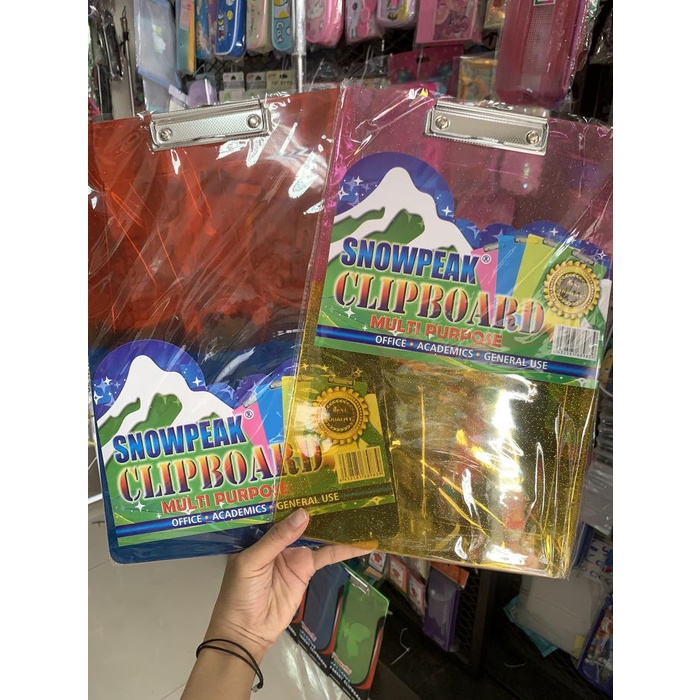 SNOWPEAK®
CLIPBOARD
MULTI PURPOSE
OFFICE • ACADEMICS • GENERAL USE
SNOWPEAK®
CLIPBOARD
MULTI PURPOSE
OFFICE • ACADEMICS • GENERAL USE